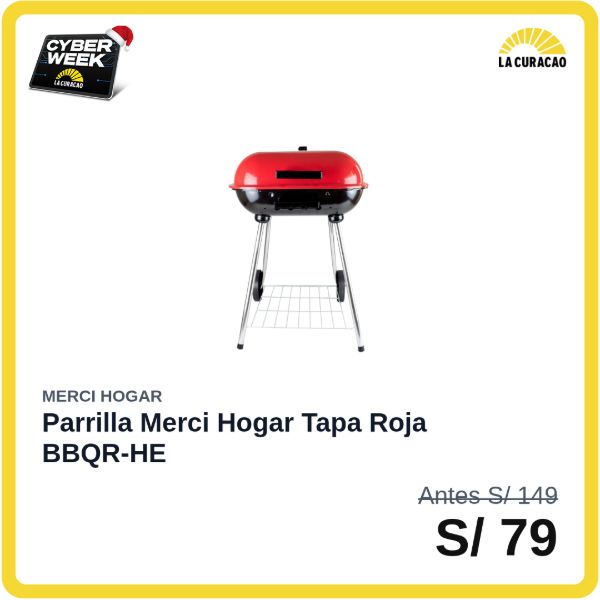 CYBER
WEEK
LA CURACAO
LA CURACAO
MERCI HOGAR
Parrilla Merci Hogar Tapa Roja
BBQR-HE
Antes S/ 149
S/ 79